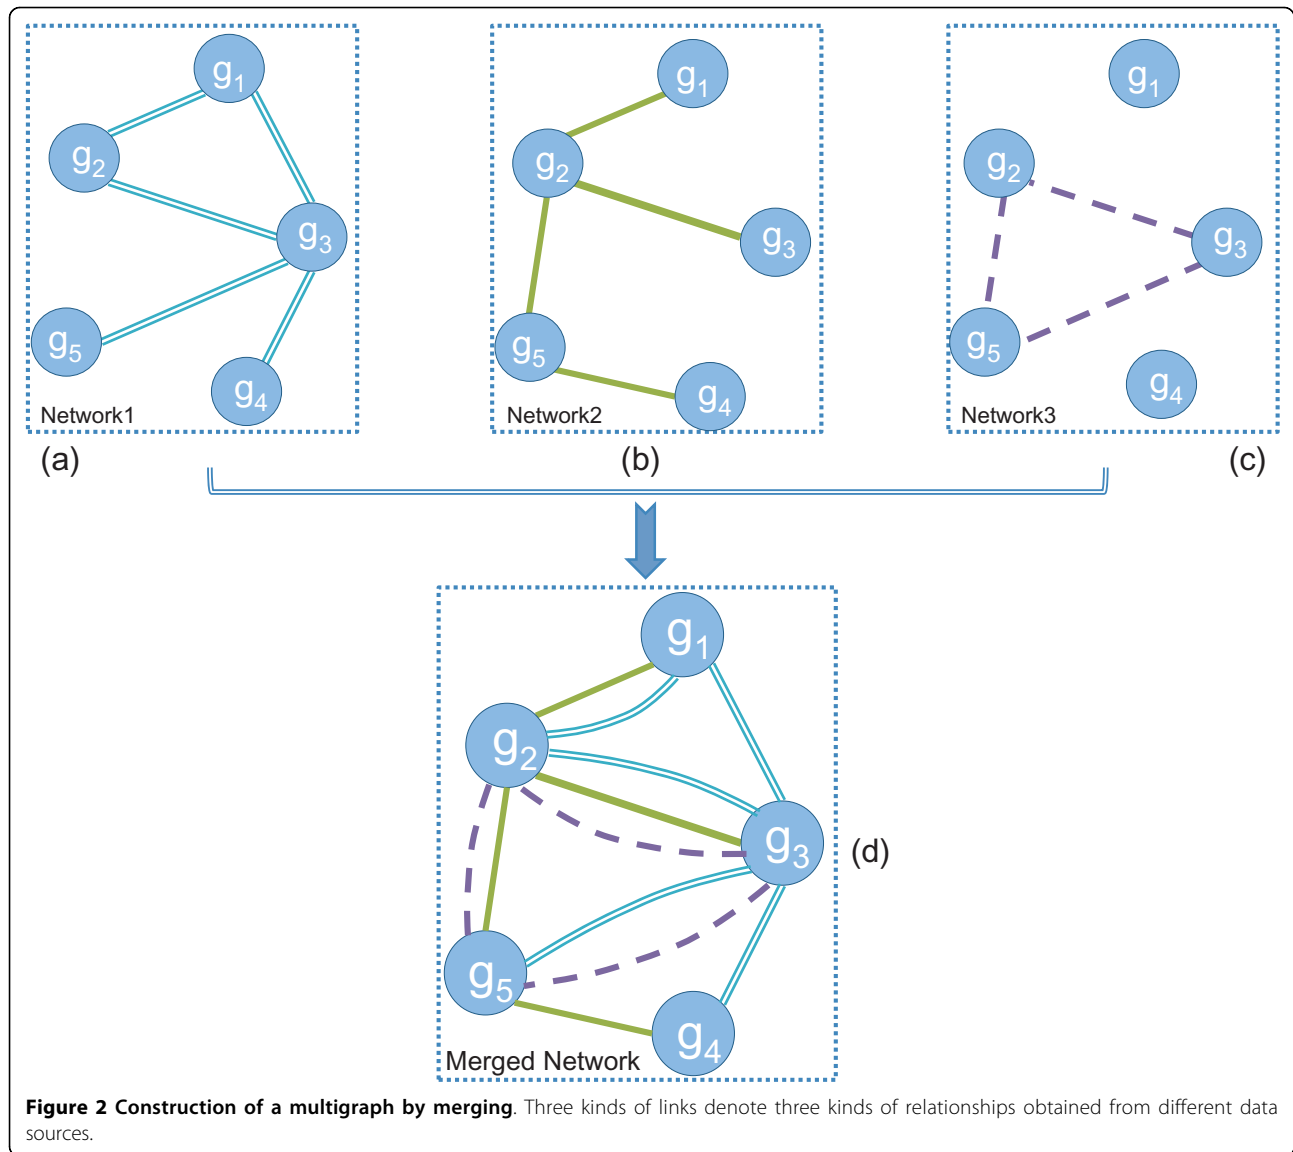 g1
g2
g3
g5
g4
Network1
(a)
g1
g2
g3
g5
g4
Network2
(b)
g1
g2
g3
g5
g4
Network3
(c)
g1
g2
g3
(d)
g5
g4
Merged Network
Figure 2 Construction of a multigraph by merging. Three kinds of links denote three kinds of relationships obtained from different data
sources.